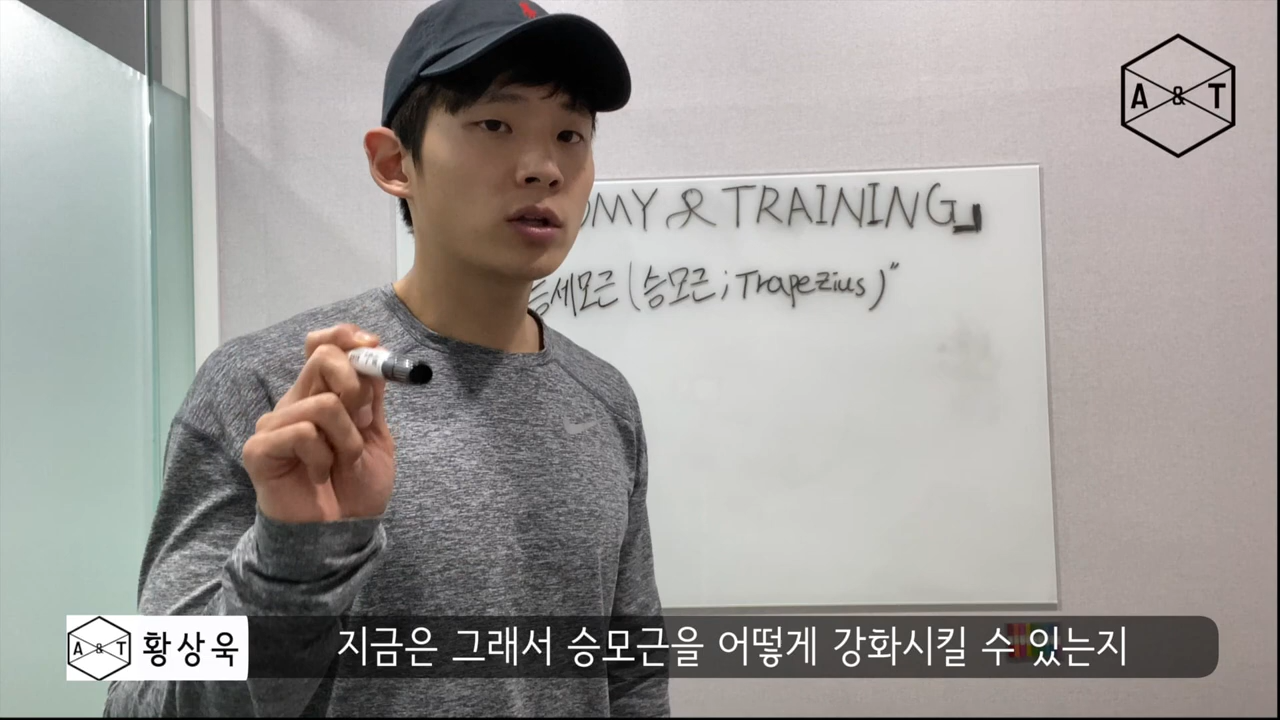 A & T
OMY & TRAINING』
등세모근 (승모근 ; Trapezius)"
A & T 황상욱
지금은 그래서 승모근을 어떻게 강화시킬 수 있는지